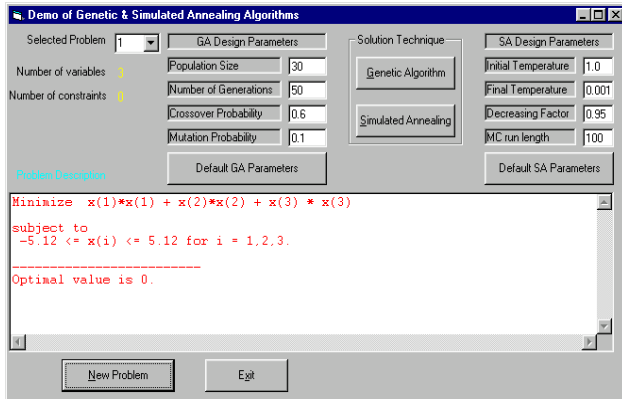 Demo of Genetic & Simulated Annealing Algorithms
Selected Problem 1
Number of variables 3
Number of constraints 0
Problem Description
GA Design Parameters
Population Size 30
Number of Generations 50
Crossover Probability 0.6
Mutation Probability 0.1
Default GA Parameters
Solution Technique
Genetic Algorithm
Simulated Annealing
SA Design Parameters
Initial Temperature 1.0
Final Temperature 0.001
Decreasing Factor 0.95
MC run length 100
Default SA Parameters
Minimize x(1)*x(1) + x(2)*x(2) + x(3) * x(3)
subject to
-5.12 <= x(i) <= 5.12 for i = 1,2,3.
-------------------------
Optimal value is 0.
New Problem
Exit